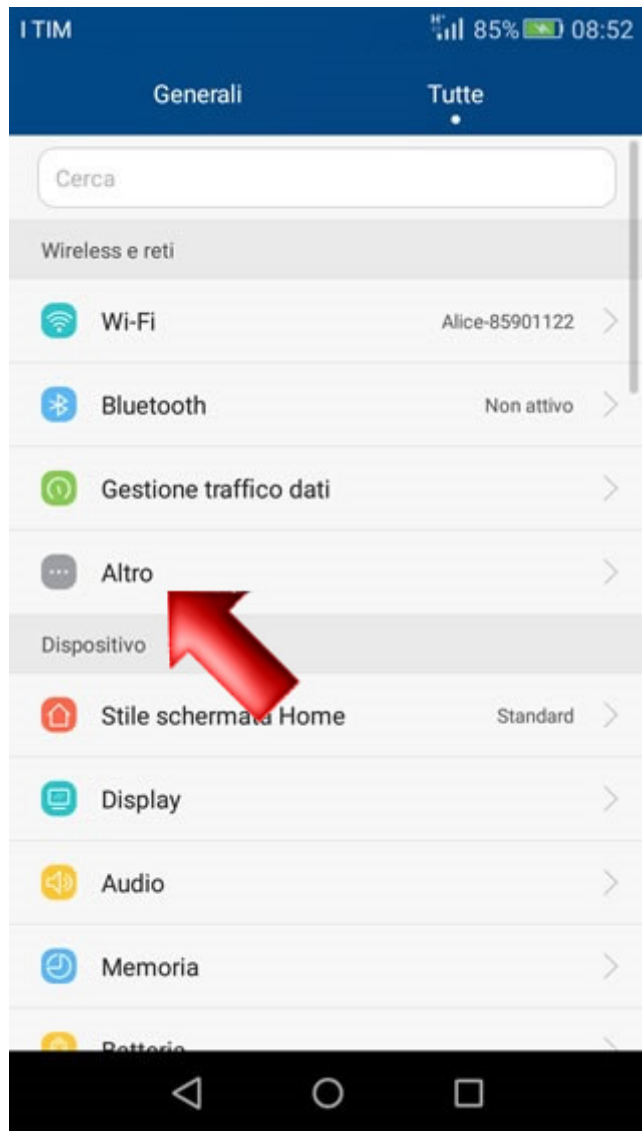 I TIM H+ 85% 08:52
Generali Tutte
Cerca
Wireless e reti
Wi-Fi Alice-85901122
Bluetooth Non attivo
Gestione traffico dati
Altro
Dispositivo
Stile schermata Home Standard
Display
Audio
Memoria
Batteria